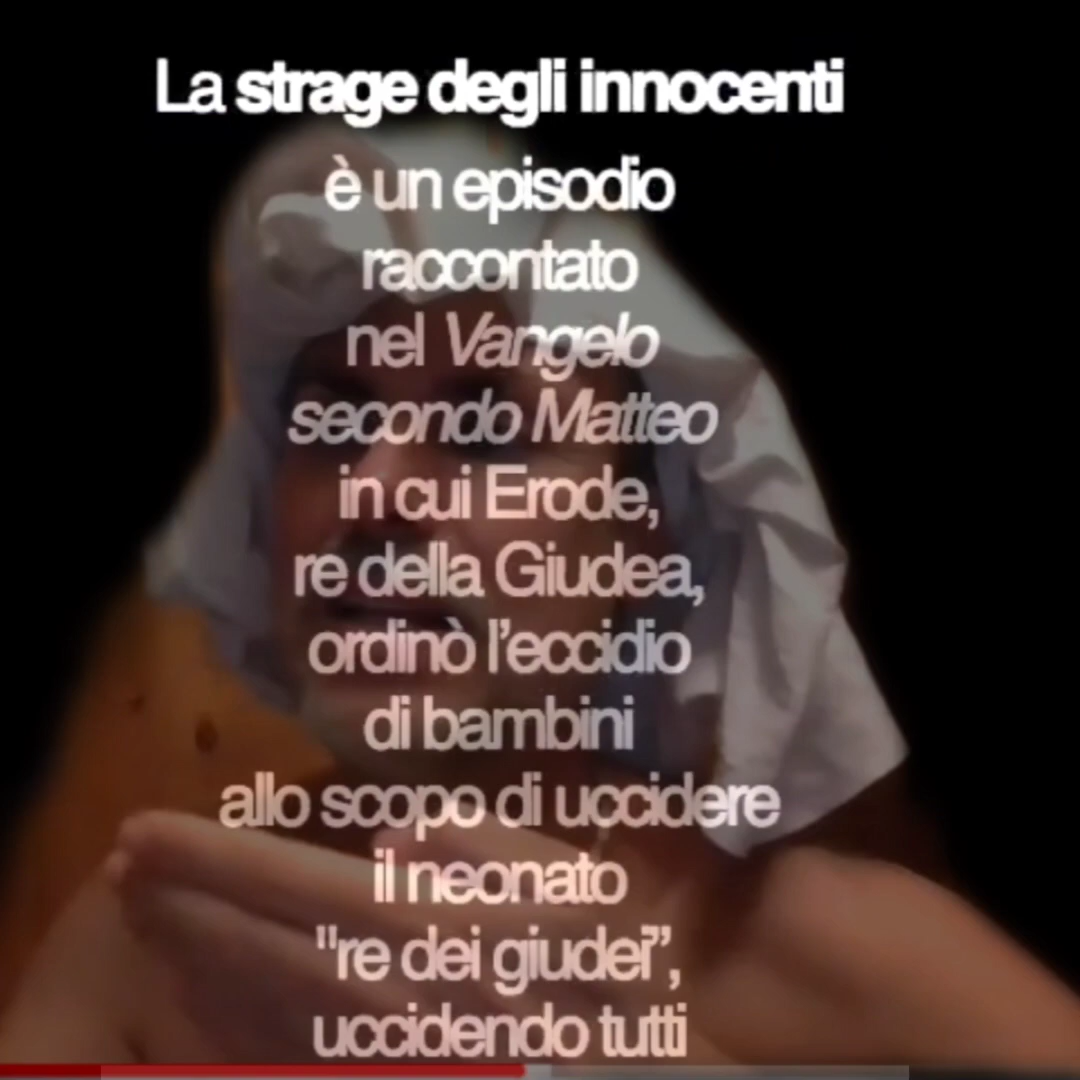 La strage degli innocenti
è un episodio
raccontato
nel Vangelo
secondo Matteo
in cui Erode,
re della Giudea,
ordinò l’eccidio
di bambini
allo scopo di uccidere
il neonato
"re dei giudei”,
uccidendo tutti